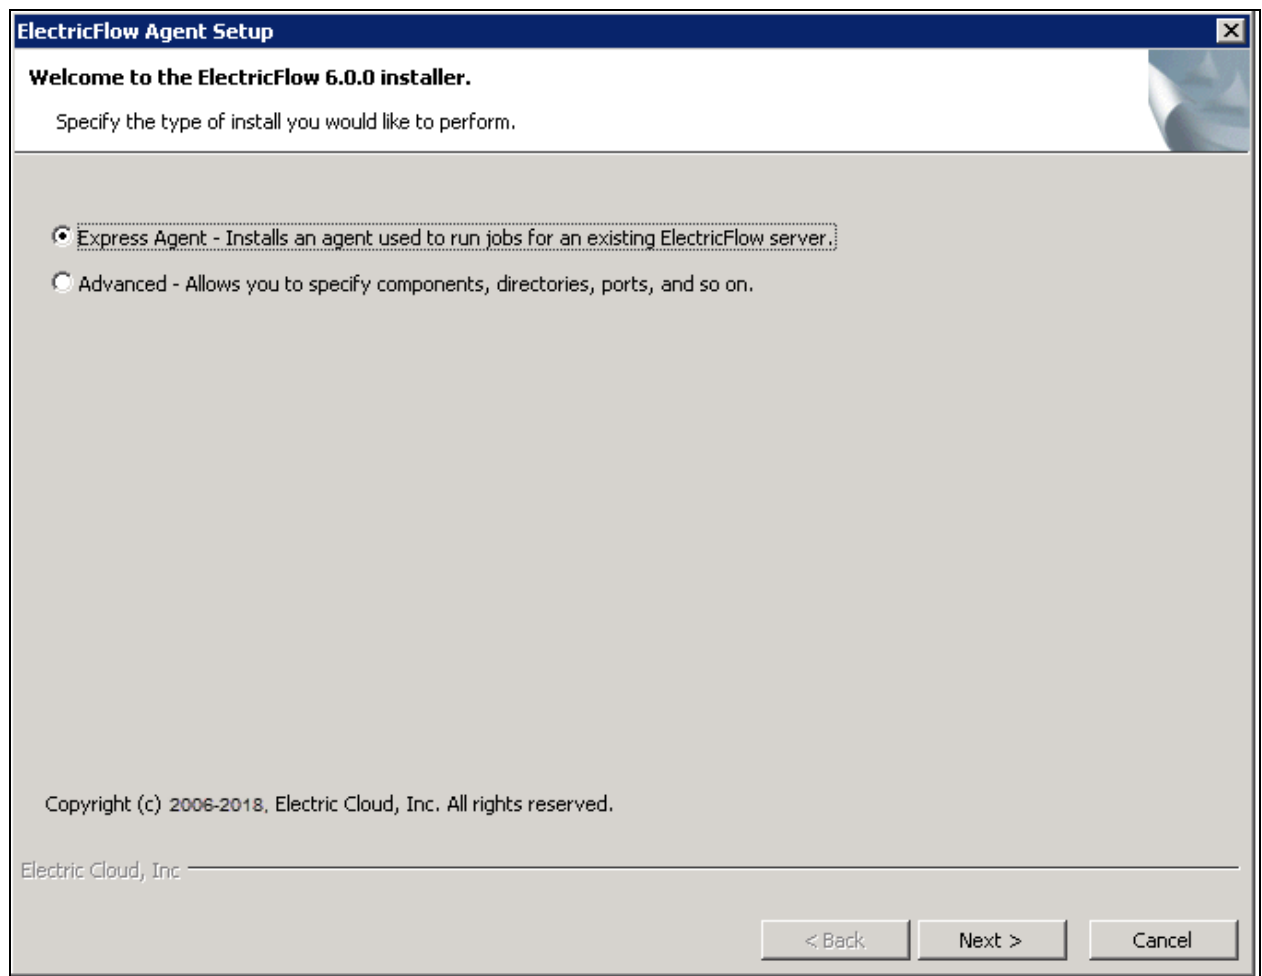 ElectricFlow Agent Setup
Welcome to the ElectricFlow 6.0.0 installer.
Specify the type of install you would like to perform.
Express Agent - Installs an agent used to run jobs for an existing ElectricFlow server.
Advanced - Allows you to specify components, directories, ports, and so on.
Copyright (c) 2006-2018, Electric Cloud, Inc. All rights reserved.
Electric Cloud, Inc
< Back Next > Cancel